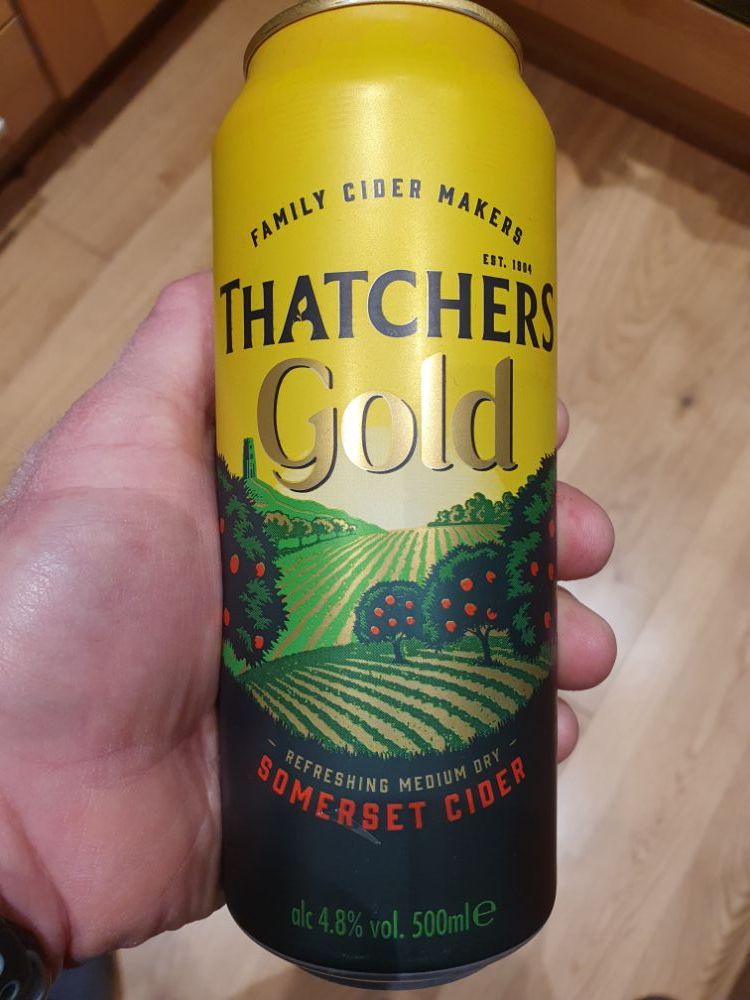 FAMILY CIDER MAKERS
EST. 1904
THATCHERS
Gold
- REFRESHING MEDIUM DRY -
SOMERSET CIDER
alc 4.8% vol. 500ml e